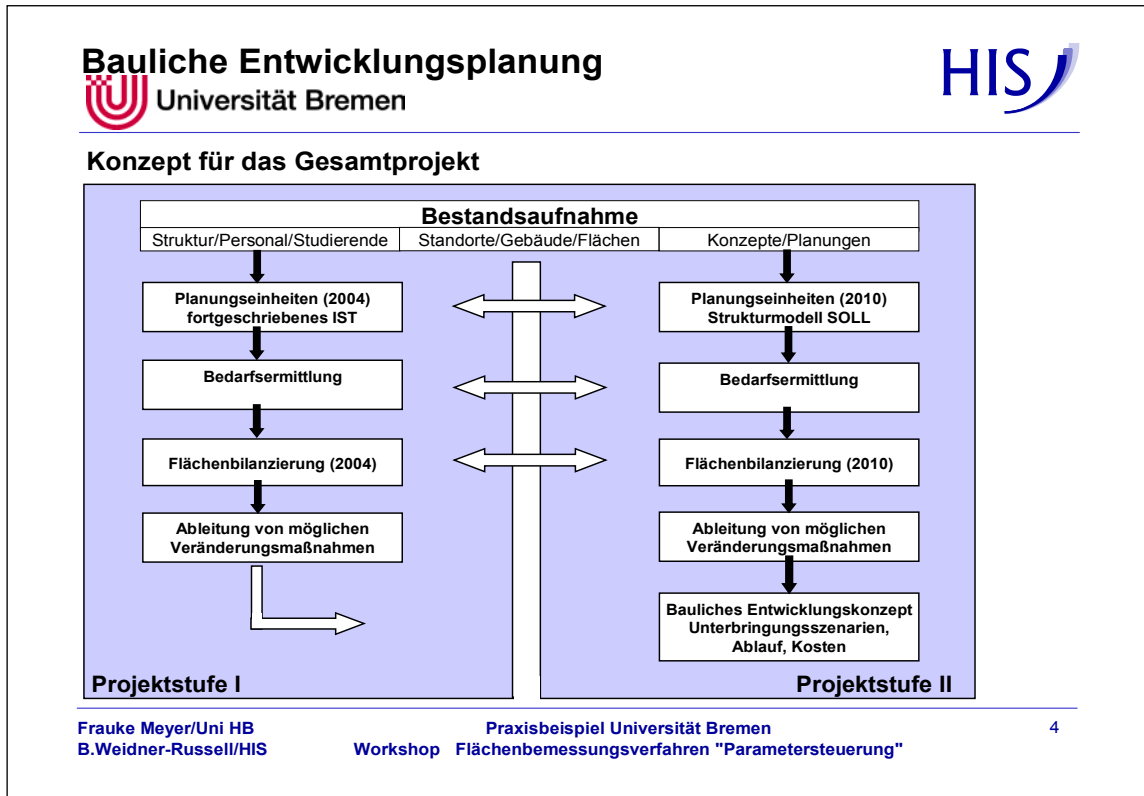 Bauliche Entwicklungsplanung
Universität Bremen
HIS
Konzept für das Gesamtprojekt
Bestandsaufnahme
Struktur/Personal/Studierende
Standorte/Gebäude/Flächen
Konzepte/Planungen
Planungseinheiten (2004)
fortgeschriebenes IST
Bedarfsermittlung
Flächenbilanzierung (2004)
Ableitung von möglichen
Veränderungsmaßnahmen
Projektstufe I
Planungseinheiten (2010)
Strukturmodell SOLL
Bedarfsermittlung
Flächenbilanzierung (2010)
Ableitung von möglichen
Veränderungsmaßnahmen
Bauliches Entwicklungskonzept
Unterbringungsszenarien,
Ablauf, Kosten
Projektstufe II
Frauke Meyer/Uni HB
B.Weidner-Russell/HIS
Praxisbeispiel Universität Bremen
Workshop Flächenbemessungsverfahren "Parametersteuerung"
4